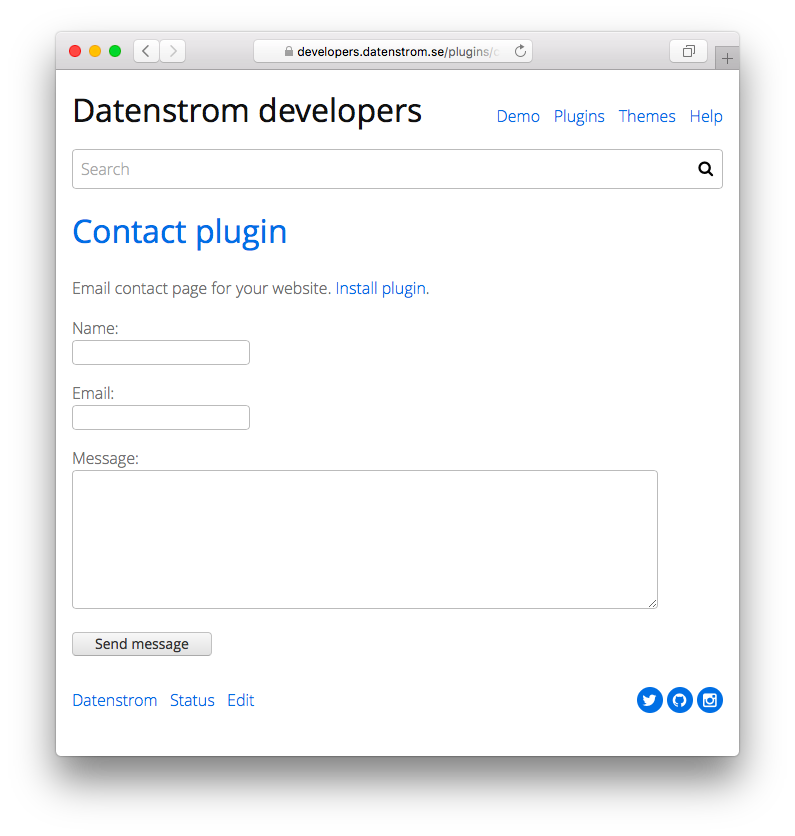 developers.datenstrom.se/plugins/
Datenstrom developers
Demo Plugins Themes Help
Search
Contact plugin
Email contact page for your website. Install plugin.
Name:
Email:
Message:
Send message
Datenstrom Status Edit